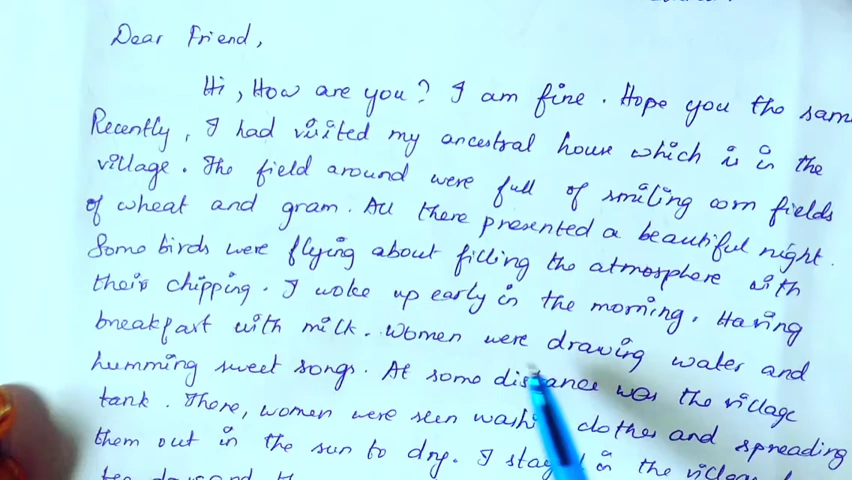 Dear Friend,
Hi, How are you? I am fine. Hope you the sam
Recently, I had visited my ancestral house which is in the
village. The field around were full of smiling corn fields
of wheat and gram. All there presented a beautiful night.
Some birds were flying about filling the atmosphere with
their chipping. I woke up early in the morning. Having
breakfast with milk. Women were drawing water and
humming sweet songs. At some distance was the village
tank. There, women were seen washi clothes and spreading
them out in the sun to dry. I stay in the village